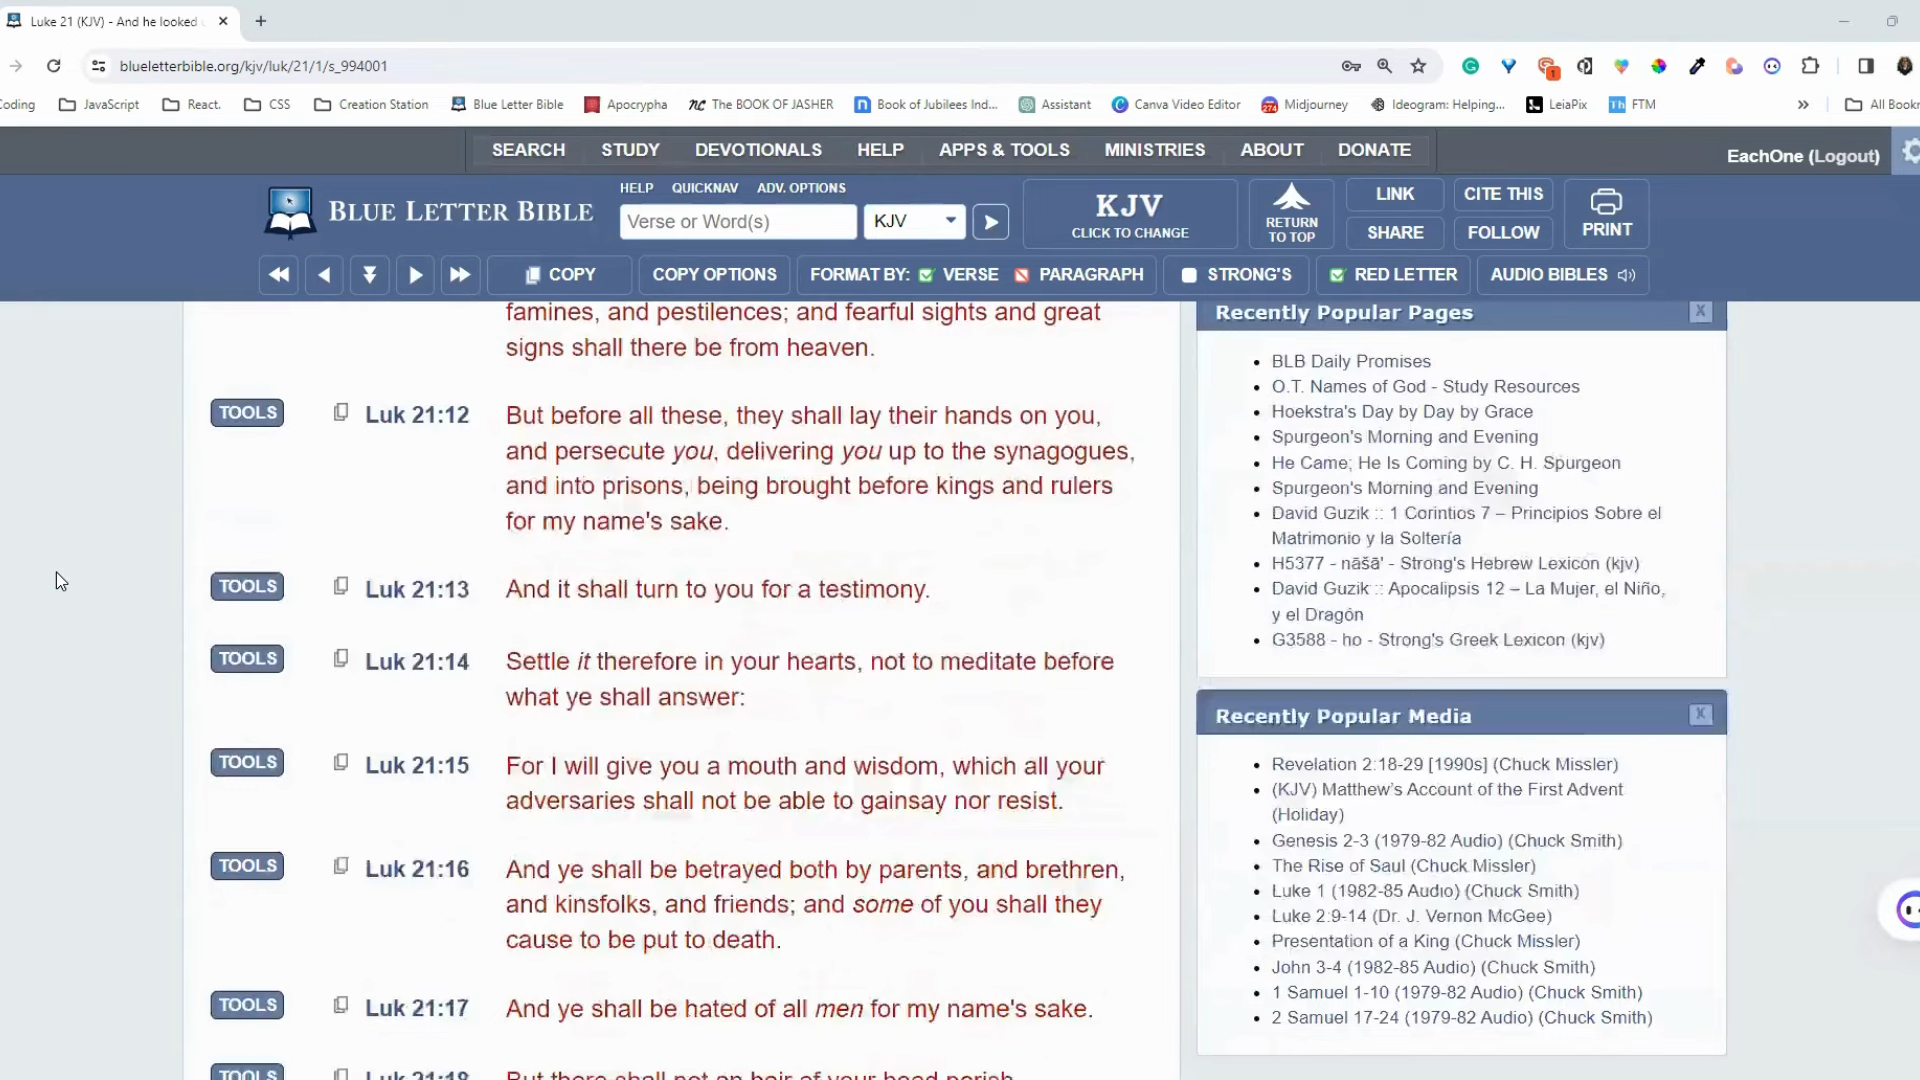 Luke 21 (KJV) - And he looked
blueletterbible.org/kjv/luk/21/1/s_994001
1
Coding
JavaScript
React.
CSS
Creation Station
Blue Letter Bible
Apocrypha
The BOOK OF JASHER
Book of Jubilees Ind...
Assistant
Canva Video Editor
274
Midjourney
Ideogram: Helping...
LeiaPix
Th
FTM
»
All Bookn
SEARCH
STUDY
DEVOTIONALS
HELP
APPS & TOOLS
MINISTRIES
ABOUT
DONATE
EachOne (Logout)
BLUE LETTER BIBLE
HELP
QUICKNAV
ADV. OPTIONS
Verse or Word(s)
KJV
KJV
CLICK TO CHANGE
RETURN
TO TOP
LINK
CITE THIS
SHARE
FOLLOW
PRINT
COPY
COPY OPTIONS
FORMAT BY:
VERSE
PARAGRAPH
STRONG'S
RED LETTER
AUDIO BIBLES
famines, and pestilences; and fearful sights and great
signs shall there be from heaven.
TOOLS
Luk 21:12
But before all these, they shall lay their hands on you,
and persecute you, delivering you up to the synagogues,
and into prisons, being brought before kings and rulers
for my name's sake.
TOOLS
Luk 21:13
And it shall turn to you for a testimony.
TOOLS
Luk 21:14
Settle it therefore in your hearts, not to meditate before
what ye shall answer:
TOOLS
Luk 21:15
For I will give you a mouth and wisdom, which all your
adversaries shall not be able to gainsay nor resist.
TOOLS
Luk 21:16
And ye shall be betrayed both by parents, and brethren,
and kinsfolks, and friends; and some of you shall they
cause to be put to death.
TOOLS
Luk 21:17
And ye shall be hated of all men for my name's sake.
TOOLS
Luk 21:18
But there shall not an hair of your head perish.
Recently Popular Pages
X
BLB Daily Promises
O.T. Names of God - Study Resources
Hoekstra's Day by Day by Grace
Spurgeon's Morning and Evening
He Came; He Is Coming by C. H. Spurgeon
Spurgeon's Morning and Evening
David Guzik :: 1 Corintios 7 – Principios Sobre el
Matrimonio y la Soltería
H5377 - nāšā' - Strong's Hebrew Lexicon (kjv)
David Guzik :: Apocalipsis 12 – La Mujer, el Niño,
y el Dragón
G3588 - ho - Strong's Greek Lexicon (kjv)
Recently Popular Media
X
Revelation 2:18-29 [1990s] (Chuck Missler)
(KJV) Matthew's Account of the First Advent
(Holiday)
Genesis 2-3 (1979-82 Audio) (Chuck Smith)
The Rise of Saul (Chuck Missler)
Luke 1 (1982-85 Audio) (Chuck Smith)
Luke 2:9-14 (Dr. J. Vernon McGee)
Presentation of a King (Chuck Missler)
John 3-4 (1982-85 Audio) (Chuck Smith)
1 Samuel 1-10 (1979-82 Audio) (Chuck Smith)
2 Samuel 17-24 (1979-82 Audio) (Chuck Smith)